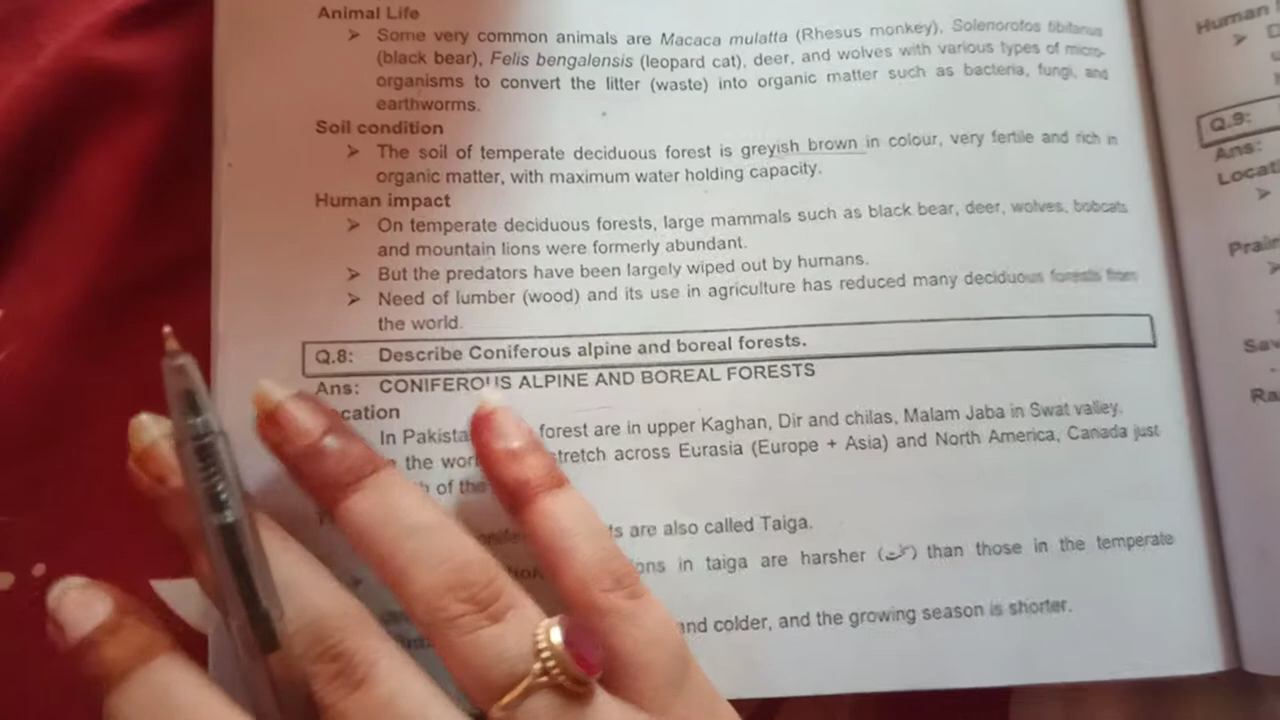 Animal Life
➤ Some very common animals are Macaca mulatta (Rhesus monkey), Solenorotos tibitanus
(black bear), Felis bengalensis (leopard cat), deer, and wolves with various types of micro-
organisms to convert the litter (waste) into organic matter such as bacteria, fungi, and
earthworms.
Soil condition
➤ The soil of temperate deciduous forest is greyish brown in colour, very fertile and rich in
organic matter, with maximum water holding capacity.
Human impact
➤ On temperate deciduous forests, large mammals such as black bear, deer, wolves, bobcats
and mountain lions were formerly abundant.
➤ But the predators have been largely wiped out by humans.
➤ Need of lumber (wood) and its use in agriculture has reduced many deciduous forests from
the world.
Q.8: Describe Coniferous alpine and boreal forests.
Ans: CONIFEROUS ALPINE AND BOREAL FORESTS
cation
In Pakista forest are in upper Kaghan, Dir and chilas, Malam Jaba in Swat valley.
the wor tretch across Eurasia (Europe + Asia) and North America, Canada just
of the
are also called Taiga.
ons in taiga are harsher than those in the temperate
and colder, and the growing season is shorter.
Human
➤
Q.9:
Ans:
Locat
➤
Prair
➤
Sav
Ra